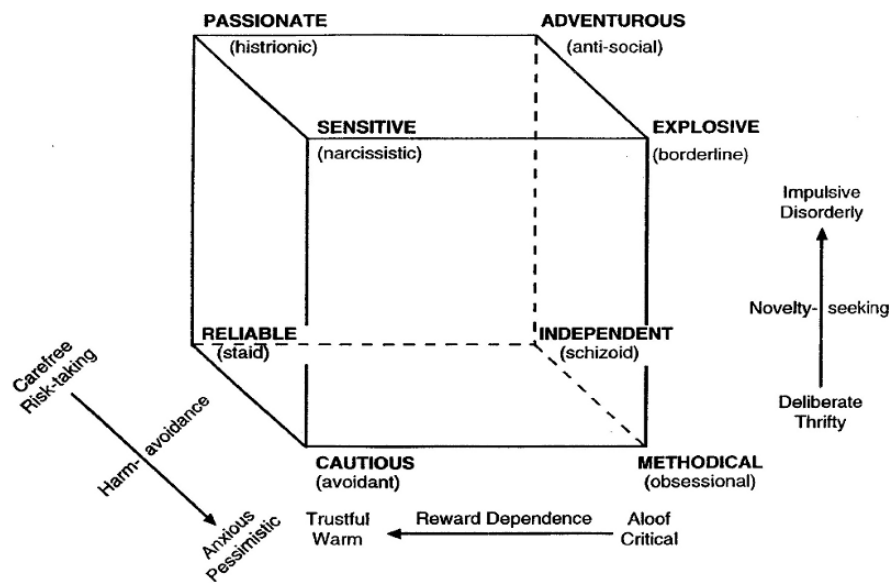 PASSIONATE
(histrionic)
ADVENTUROUS
(anti-social)
SENSITIVE
(narcissistic)
EXPLOSIVE
(borderline)
Impulsive
Disorderly
Novelty- seeking
Deliberate
Thrifty
RELIABLE
(staid)
INDEPENDENT
(schizoid)
Carefree
Risk-taking
Harm- avoidance
Anxious
Pessimistic
CAUTIOUS
(avoidant)
METHODICAL
(obsessional)
Trustful
Warm
Reward Dependence
Aloof
Critical